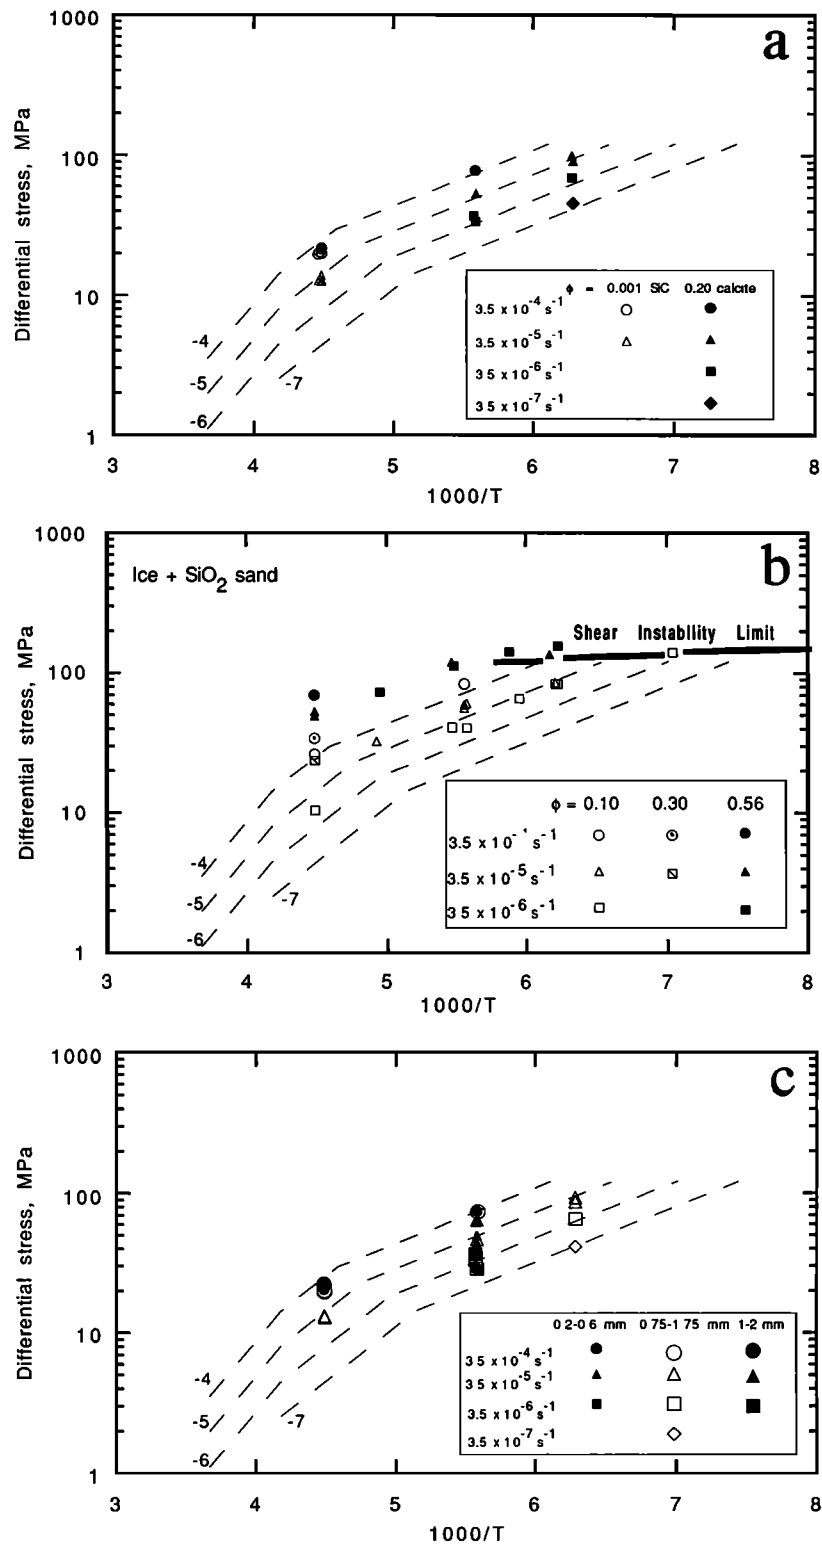 1000
a
100
10
1
Differential stress, MPa
-4
-5
-6
-7
ϕ = 0.001 SiC 0.20 calcite
3.5 x 10-4 s-1
3.5 x 10-5 s-1
3 5 x 10-6 s-1
3 5 x 10-7 s-1
3 4 5 6 7 8
1000/T
1000
b
Ice + SiO2 sand
Shear Instability Limit
100
10
1
Differential stress, MPa
-4
-5
-6
-7
ϕ = 0.10 0.30 0.56
3.5 x 10-4 s-1
3.5 x 10-5 s-1
3 5 x 10-6 s-1
3 4 5 6 7 8
1000/T
1000
c
100
10
1
Differential stress, MPa
-4
-5
-6
-7
0 2-0 6 mm 0 75-1 75 mm 1-2 mm
3 5 x 10-4 s-1
3 5 x 10-5 s-1
3.5 x 10-6 s-1
3.5 x 10-7 s-1
3 4 5 6 7 8
1000/T